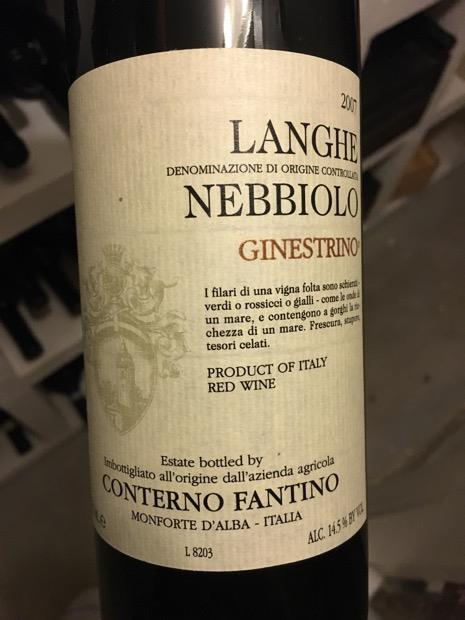 2007
LANGHE
DENOMINAZIONE DI ORIGINE CONTROLLATA
NEBBIOLO
GINESTRINO®
I filari di una vigna folta sono schierati -
verdi o rossicci o gialli - come le onde di
un mare, e contengono a gorghi la ric-
chezza di un mare. Frescura, stupore,
tesori celati.
PRODUCT OF ITALY
RED WINE
Estate bottled by
Imbottigliato all'origine dall'azienda agricola
CONTERNO FANTINO
MONFORTE D'ALBA - ITALIA
L 8203
ALC. 14.5 % BY VOL.